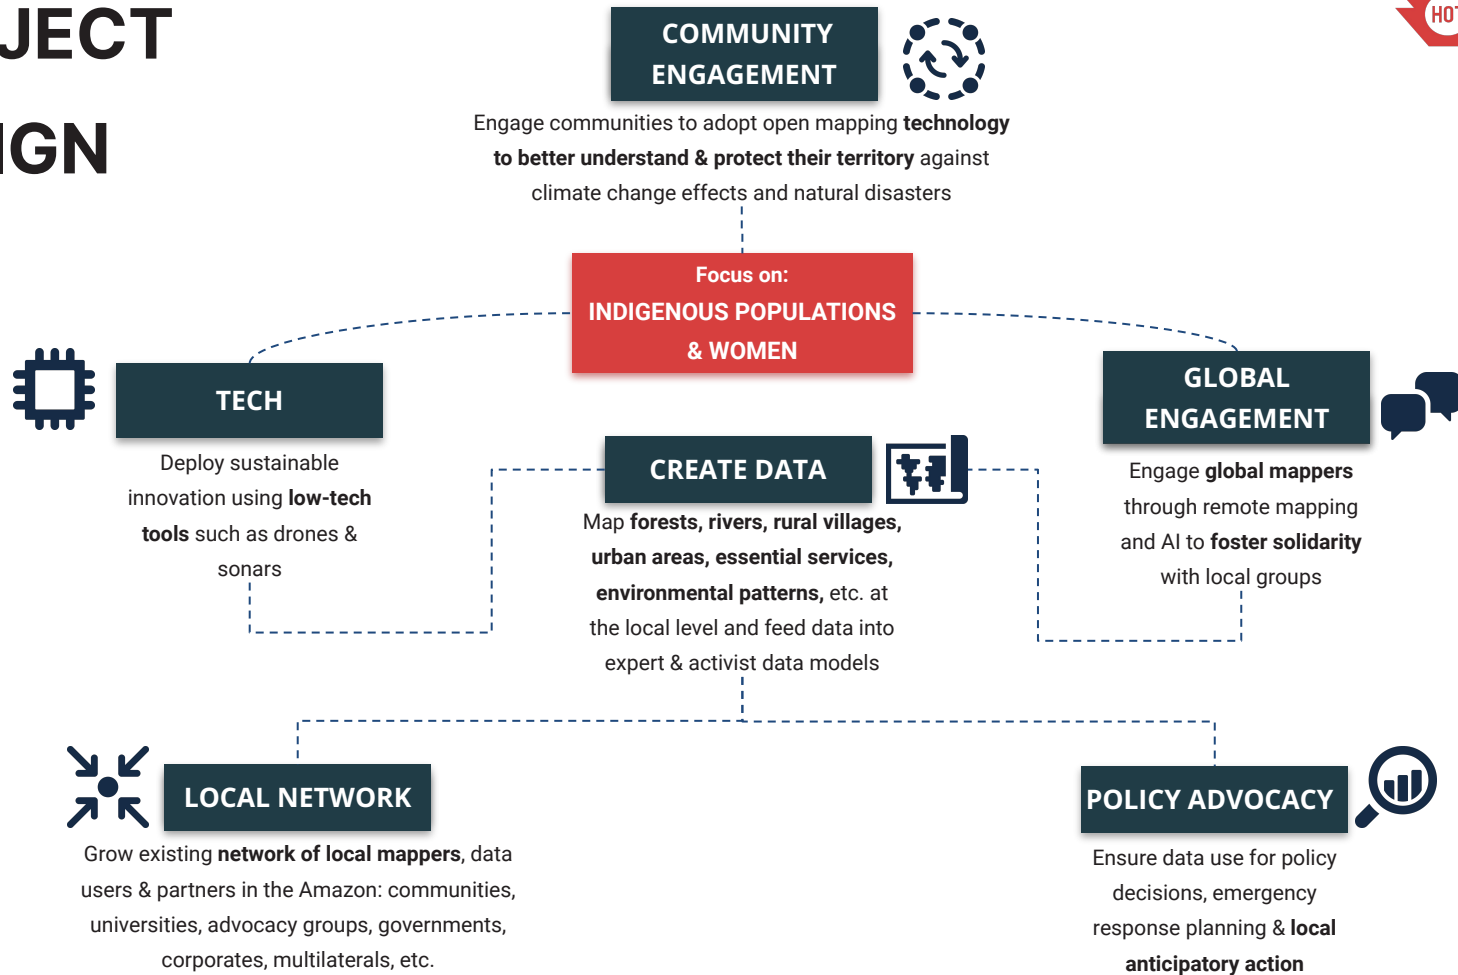 JECT
IGN
HOT
COMMUNITY
ENGAGEMENT
Engage communities to adopt open mapping technology
to better understand & protect their territory against
climate change effects and natural disasters
Focus on:
INDIGENOUS POPULATIONS
& WOMEN
TECH
Deploy sustainable
innovation using low-tech
tools such as drones &
sonars
CREATE DATA
Map forests, rivers, rural villages,
urban areas, essential services,
environmental patterns, etc. at
the local level and feed data into
expert & activist data models
GLOBAL
ENGAGEMENT
Engage global mappers
through remote mapping
and AI to foster solidarity
with local groups
LOCAL NETWORK
Grow existing network of local mappers, data
users & partners in the Amazon: communities,
universities, advocacy groups, governments,
corporates, multilaterals, etc.
POLICY ADVOCACY
Ensure data use for policy
decisions, emergency
response planning & local
anticipatory action